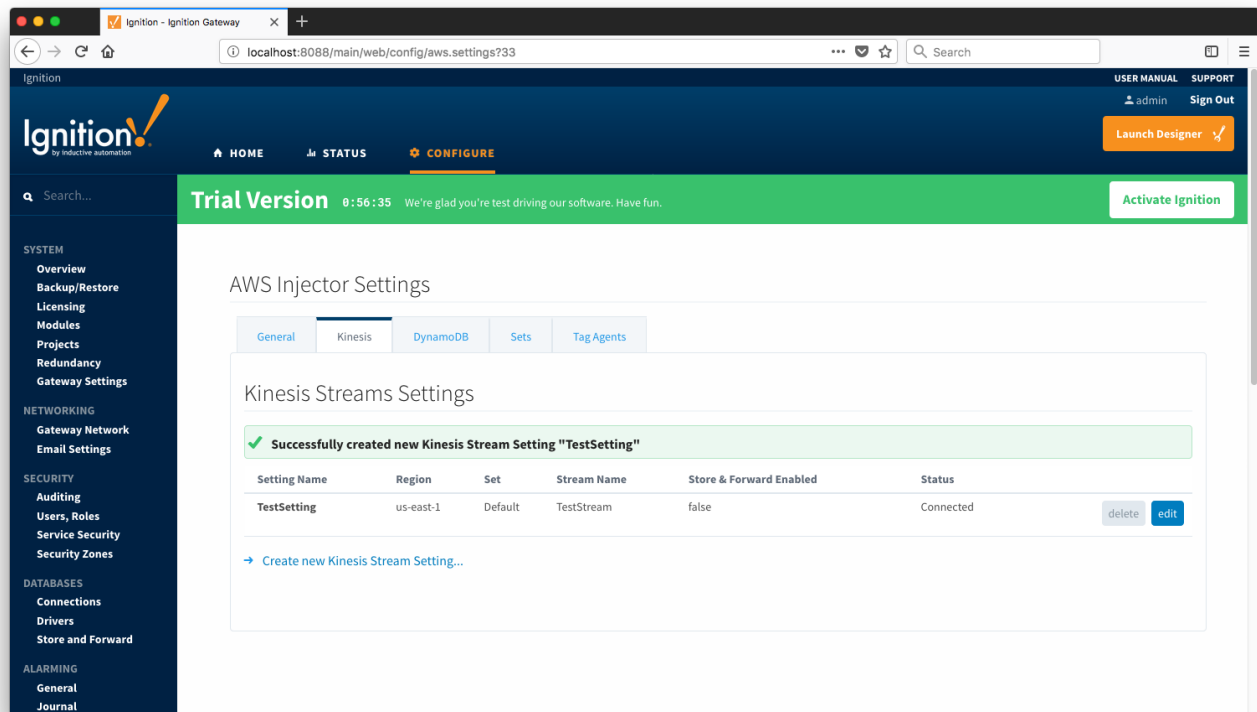 Ignition - Ignition Gateway
localhost:8088/main/web/config/aws.settings?33
Search
Ignition
USER MANUAL SUPPORT
admin Sign Out
Ignition!
by inductive automation
Launch Designer
HOME STATUS CONFIGURE
Search...
Trial Version 0:56:35 We're glad you're test driving our software. Have fun.
Activate Ignition
SYSTEM
Overview
Backup/Restore
Licensing
Modules
Projects
Redundancy
Gateway Settings
NETWORKING
Gateway Network
Email Settings
SECURITY
Auditing
Users, Roles
Service Security
Security Zones
DATABASES
Connections
Drivers
Store and Forward
ALARMING
General
Journal
AWS Injector Settings
General Kinesis DynamoDB Sets Tag Agents
Kinesis Streams Settings
Successfully created new Kinesis Stream Setting "TestSetting"
Setting Name Region Set Stream Name Store & Forward Enabled Status
TestSetting us-east-1 Default TestStream false Connected delete edit
Create new Kinesis Stream Setting...